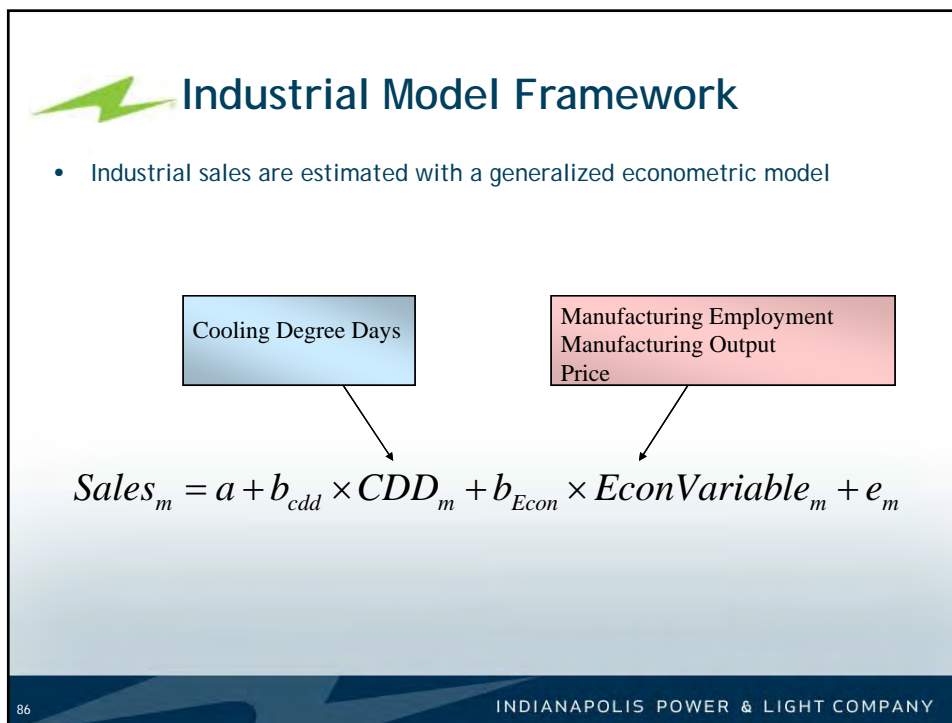 Industrial Model Framework
• Industrial sales are estimated with a generalized econometric model
Cooling Degree Days
Manufacturing Employment
Manufacturing Output
Price
Sales_m = a + b_cdd × CDD_m + b_Econ × EconVariable_m + e_m
86
INDIANAPOLIS POWER & LIGHT COMPANY